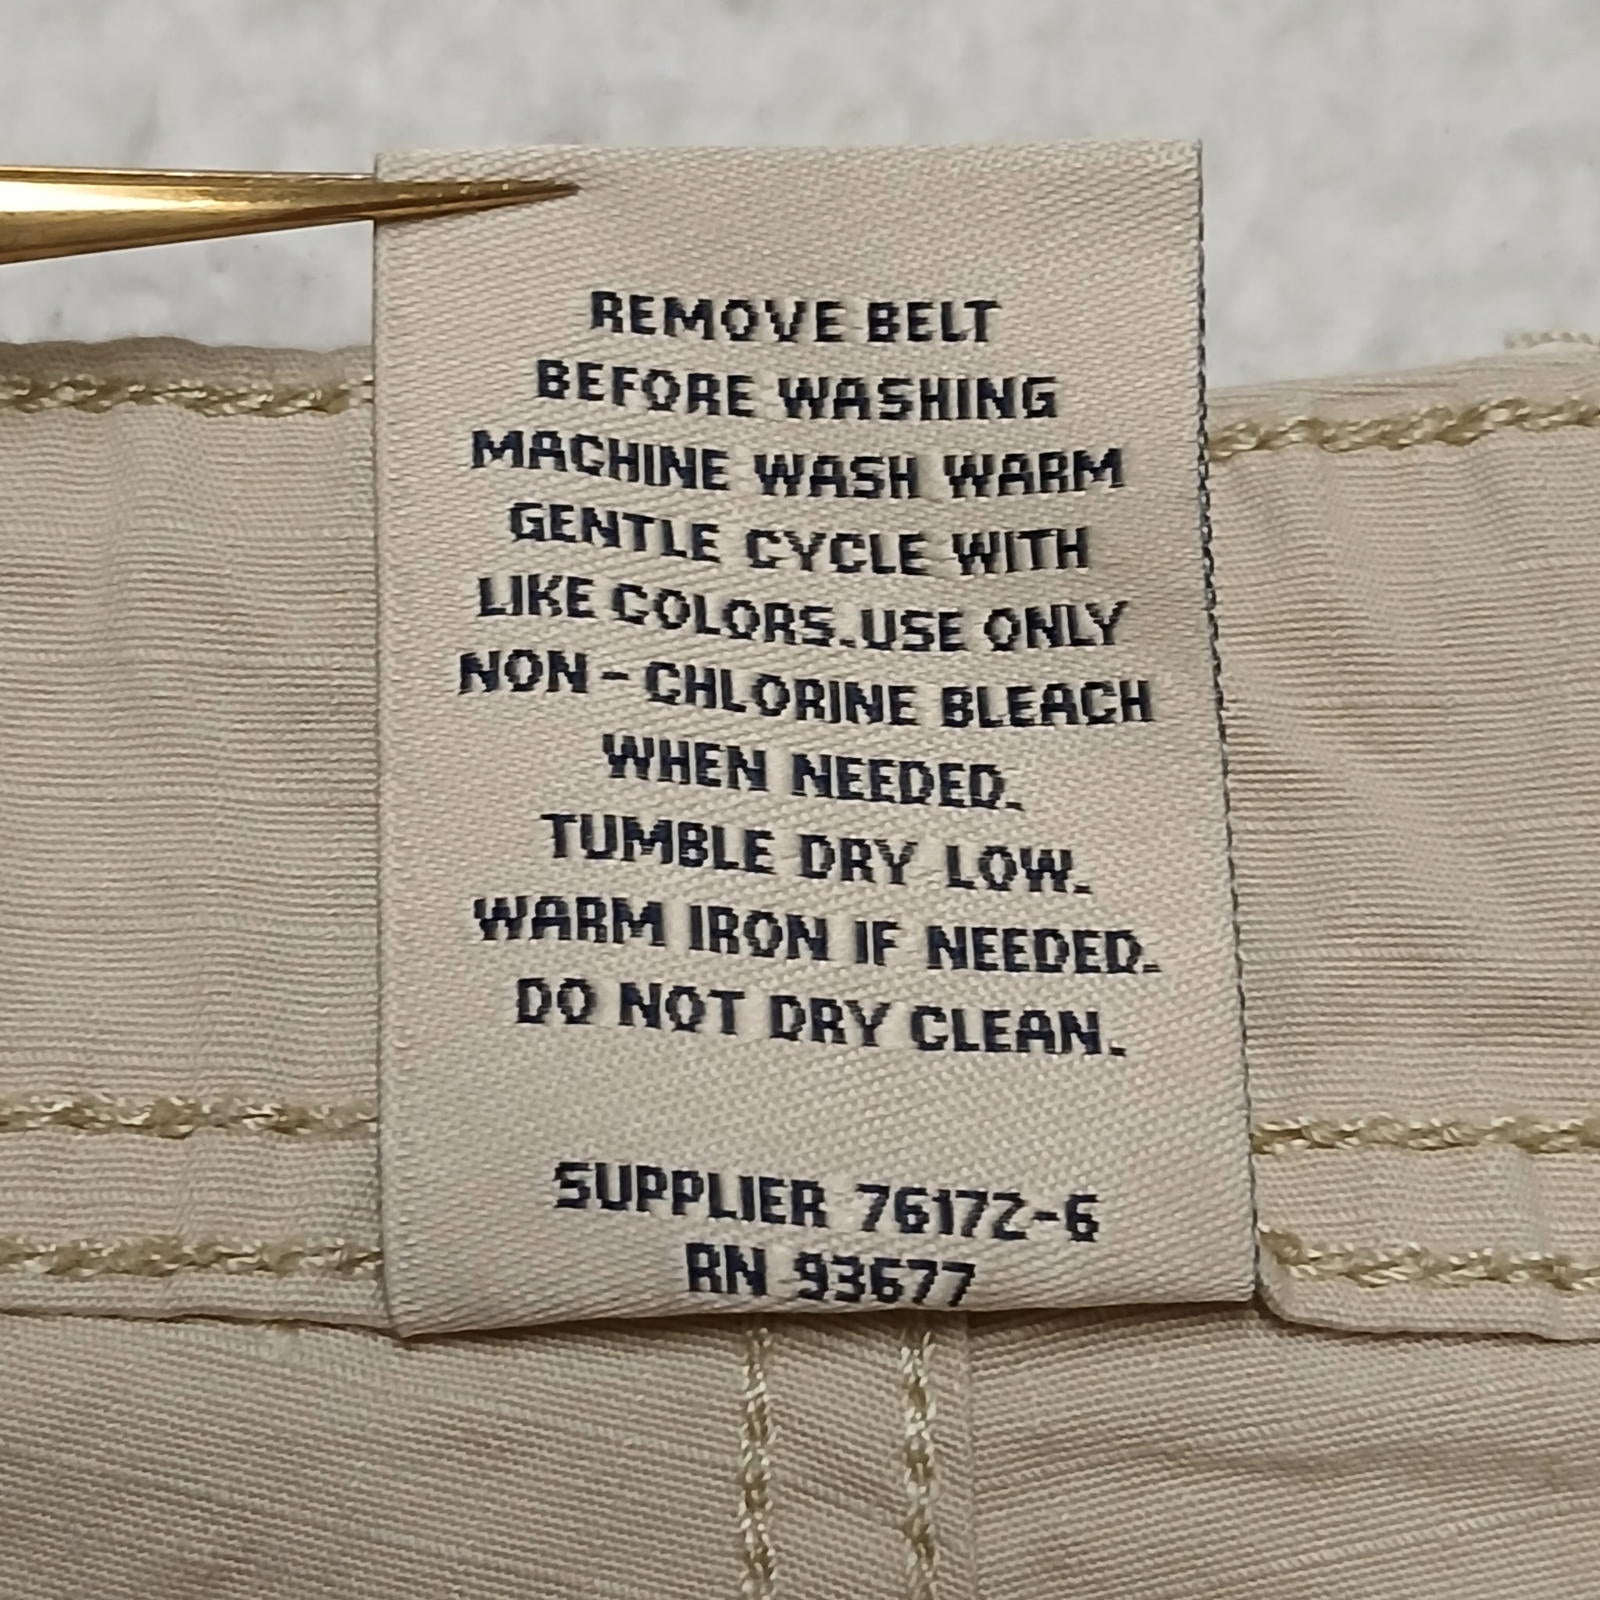 REMOVE BELT
BEFORE WASHING
MACHINE WASH WARM
GENTLE CYCLE WITH
LIKE COLORS.USE ONLY
NON-CHLORINE BLEACH
WHEN NEEDED.
TUMBLE DRY LOW.
WARM IRON IF NEEDED.
DO NOT DRY CLEAN.
SUPPLIER 76172-6
RN 93677